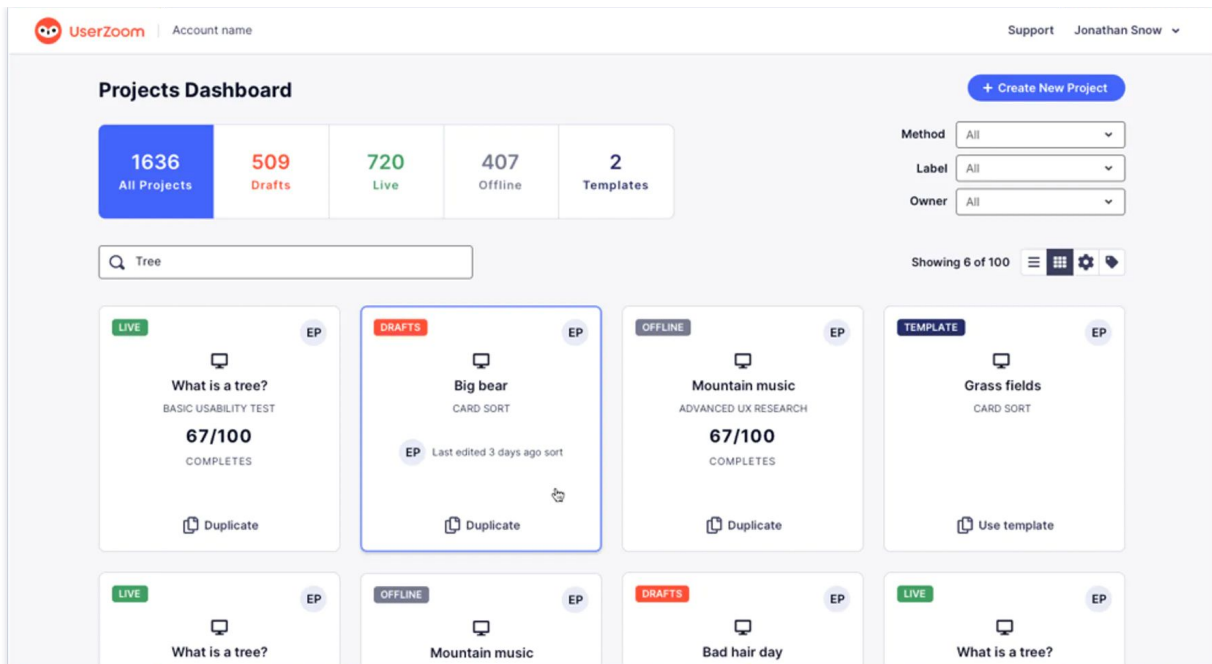 UserZoom Account name Support Jonathan Snow
Projects Dashboard + Create New Project
1636 509 720 407 2
All Projects Drafts Live Offline Templates
Method All
Label All
Owner All
Tree
Showing 6 of 100
LIVE EP DRAFTS EP OFFLINE EP TEMPLATE EP
What is a tree? Big bear Mountain music Grass fields
BASIC USABILITY TEST CARD SORT ADVANCED UX RESEARCH CARD SORT
67/100 67/100
EP Last edited 3 days ago sort
COMPLETES COMPLETES
Duplicate Duplicate Duplicate Use template
LIVE EP OFFLINE EP DRAFTS EP LIVE EP
What is a tree? Mountain music Bad hair day What is a tree?